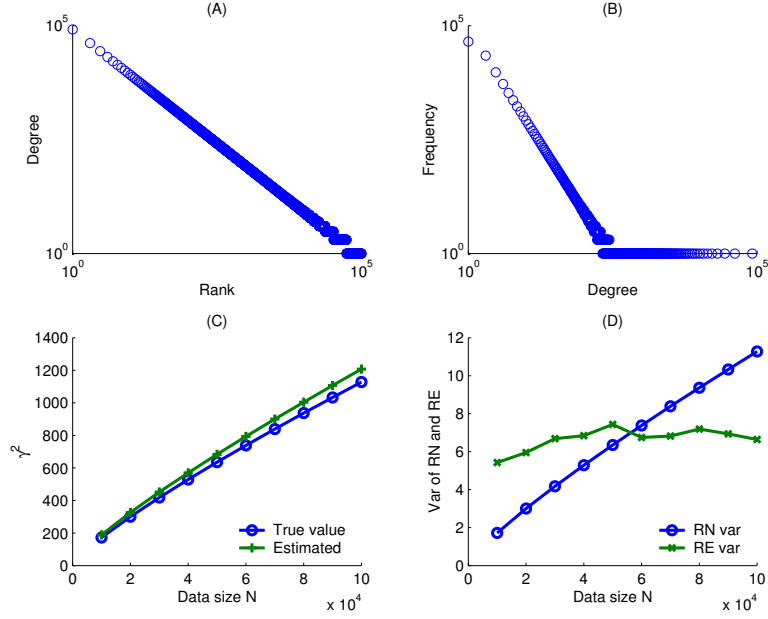 (A)
10^5
Degree
10^0
10^0
Rank
10^5
(B)
10^5
Frequency
10^0
10^0
Degree
10^5
(C)
1400
1200
1000
800
600
400
200
0
γ^2
True value
Estimated
0 2 4 6 8 10
Data size N
x 10^4
(D)
12
10
8
6
4
2
0
Var of RN and RE
RN var
RE var
0 2 4 6 8 10
Data size N
x 10^4